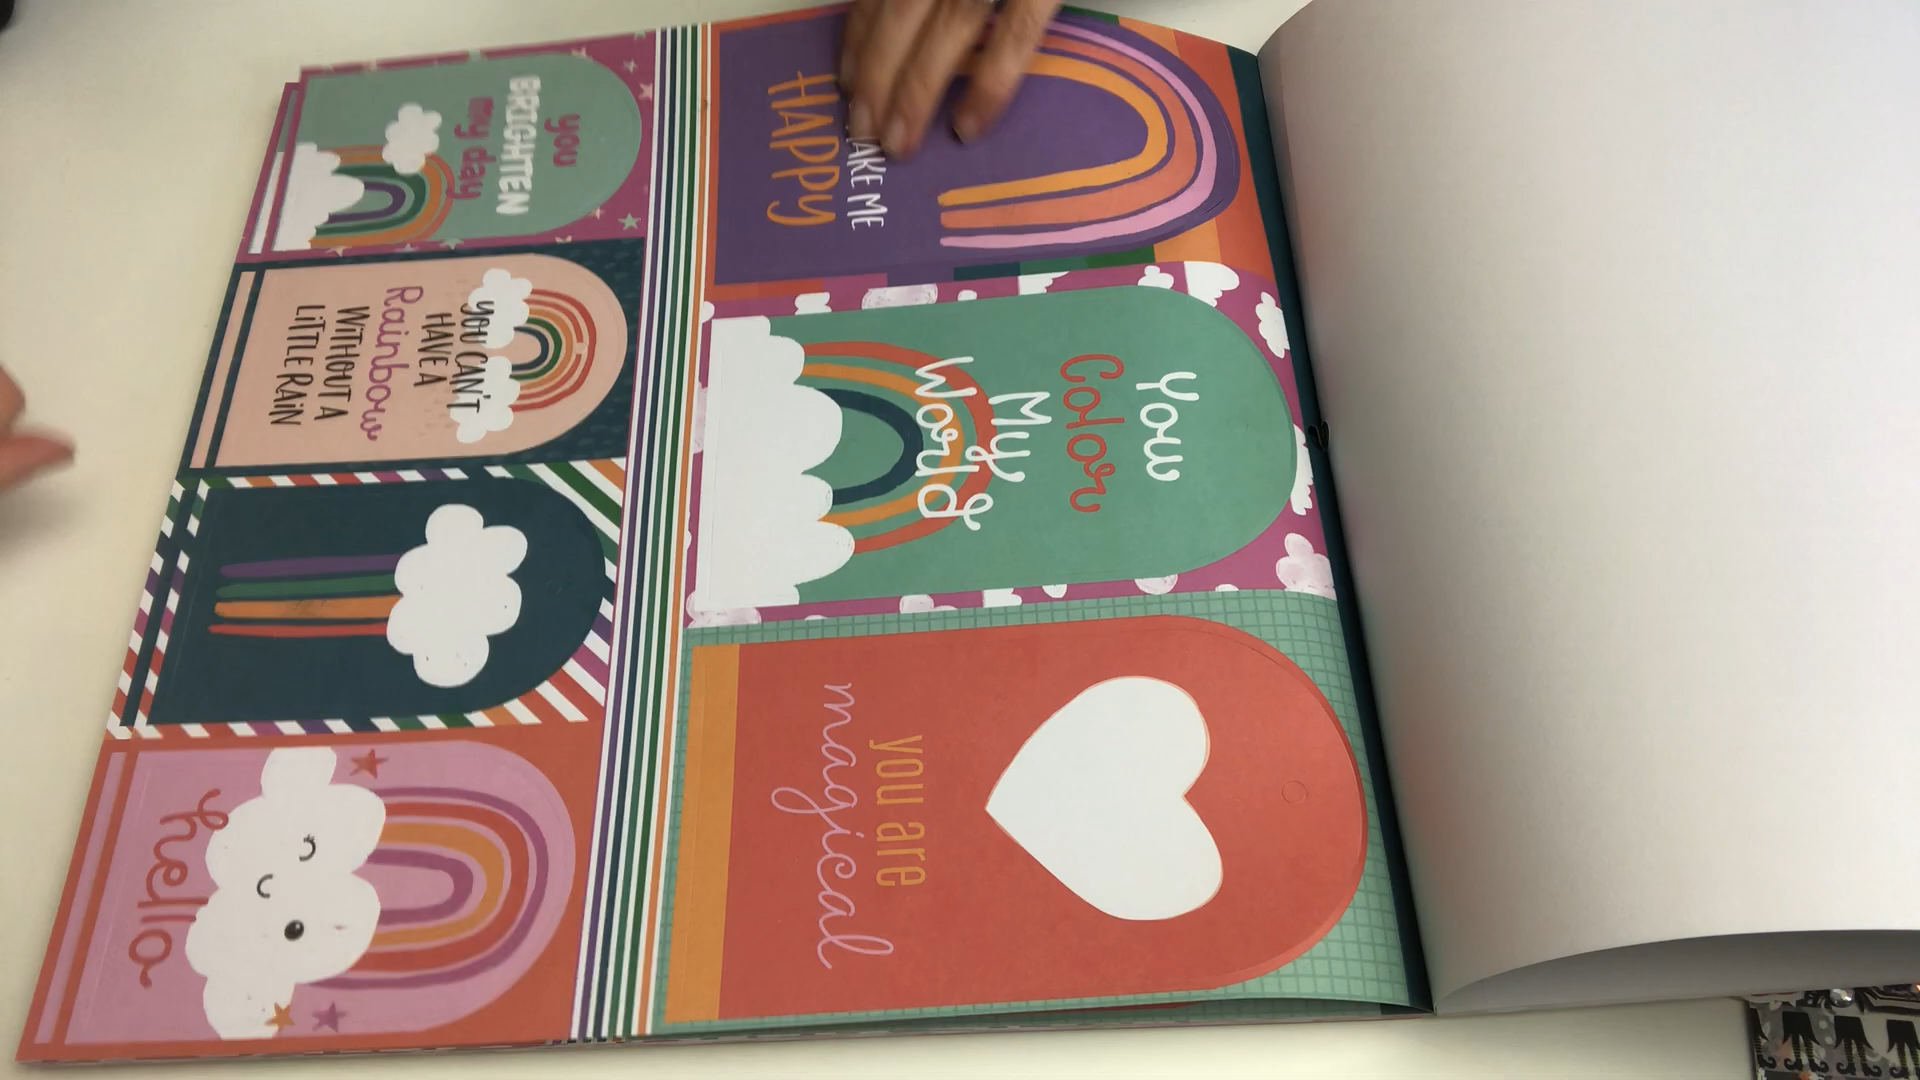 you
BRIGHTEN
my day
YOU CAN'T
HAVE A
Rainbow
WITHOUT A
LITTLE RAIN
hello
MAKE ME
HAPPY
You
Color
My
World
you are
magical